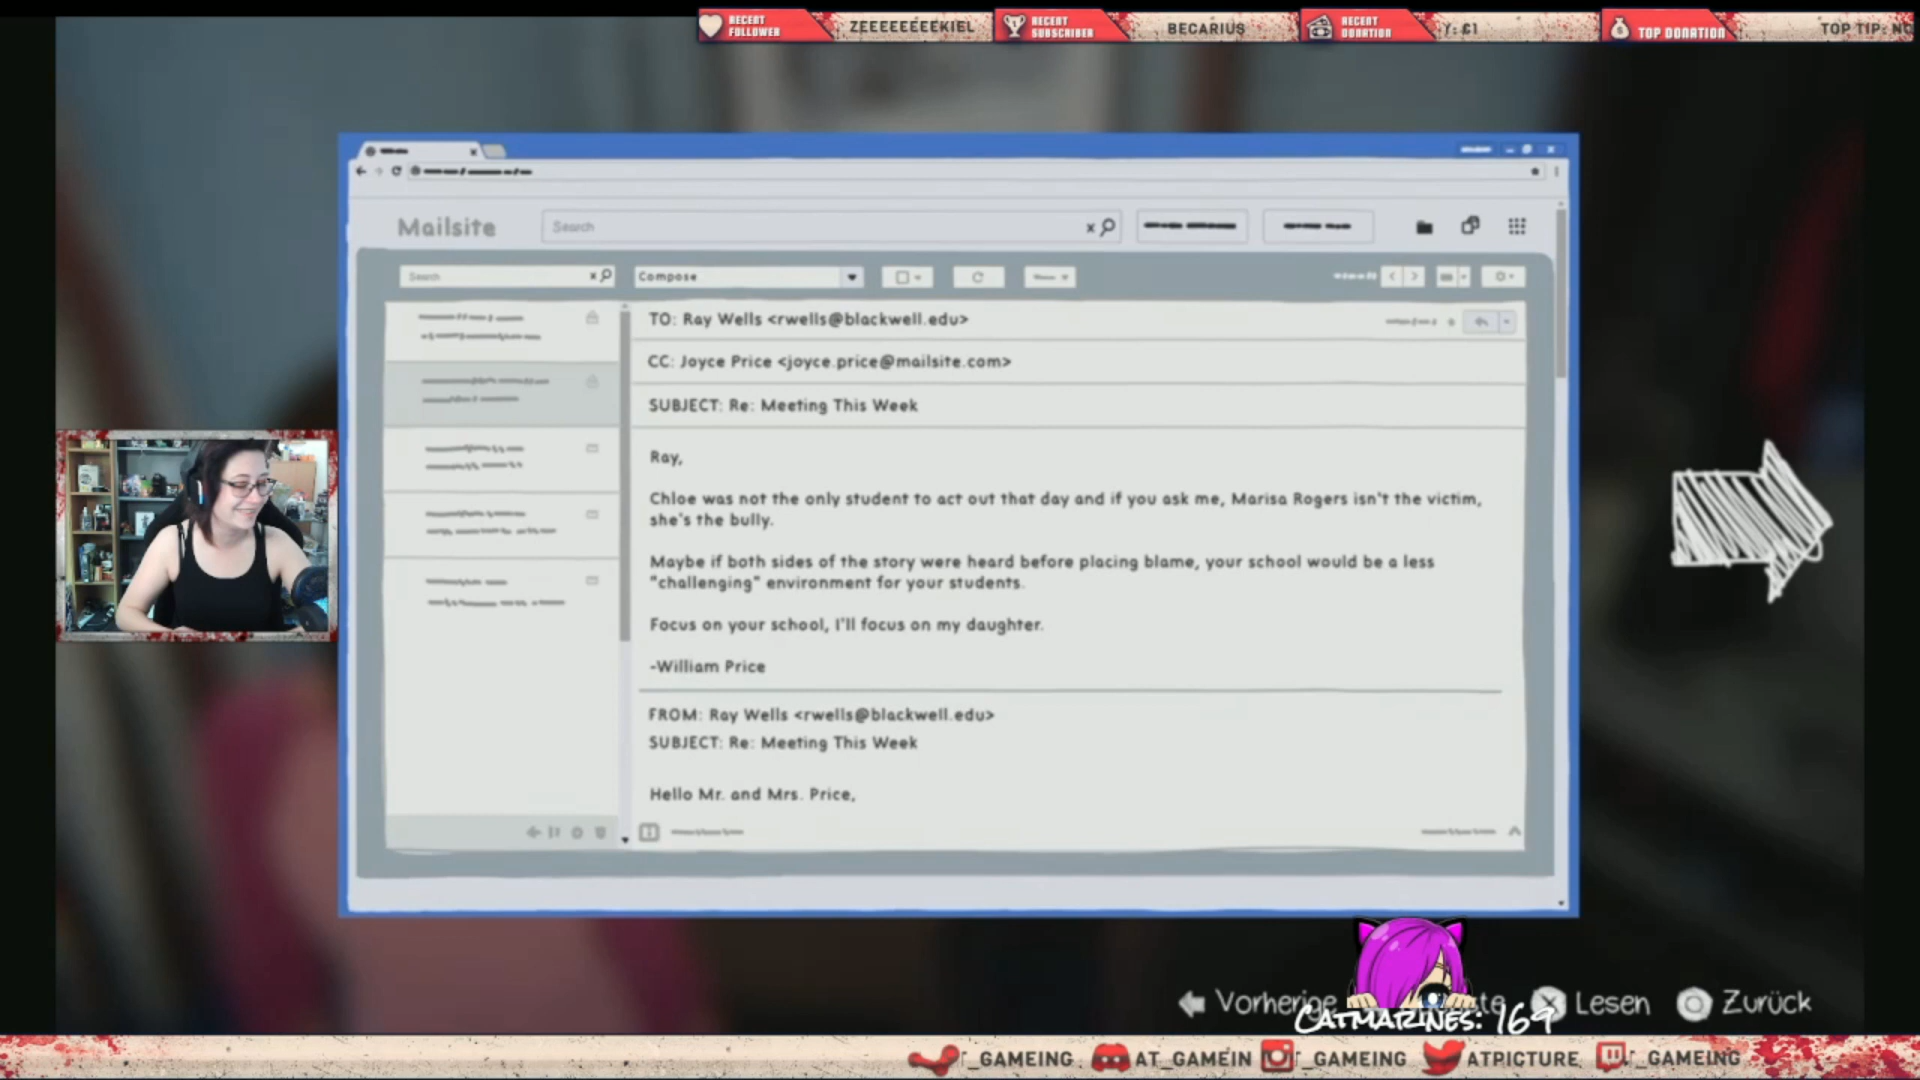 RECENT FOLLOWER ZEEEEEEEKIEL RECENT SUBSCRIBER BECARIUS RECENT DONATION Y: £1 TOP DONATION TOP TIP: NO
Mailsite
Search
Search
Compose
TO: Ray Wells <rwells@blackwell.edu>
CC: Joyce Price <joyce.price@mailsite.com>
SUBJECT: Re: Meeting This Week
Ray,
Chloe was not the only student to act out that day and if you ask me, Marisa Rogers isn't the victim,
she's the bully.
Maybe if both sides of the story were heard before placing blame, your school would be a less
"challenging" environment for your students.
Focus on your school, I'll focus on my daughter.
-William Price
FROM: Ray Wells <rwells@blackwell.edu>
SUBJECT: Re: Meeting This Week
Hello Mr. and Mrs. Price,
Vorherige Lesen Zurück
CATMARINES: 169
_GAMEING AT_GAMEIN _GAMEING ATPICTURE _GAMEING